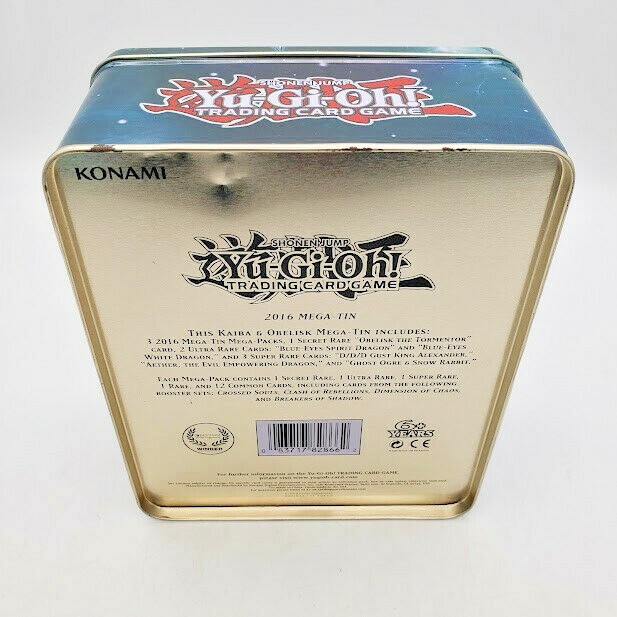 SHONEN JUMP
Yu-Gi-Oh!
TRADING CARD GAME
KONAMI
SHONEN JUMP
Yu-Gi-Oh!
TRADING CARD GAME
2016 MEGA-TIN
THIS KAIBA & OBELISK MEGA-TIN INCLUDES:
3 2016 MEGA-TIN MEGA-PACKS, 1 SECRET RARE "OBELISK THE TORMENTOR"
CARD, 2 ULTRA RARE CARDS: "BLUE-EYES SPIRIT DRAGON" AND "BLUE-EYES
WHITE DRAGON," AND 3 SUPER RARE CARDS: "D/D/D GUST KING ALEXANDER,"
"AETHER, THE EVIL EMPOWERING DRAGON," AND "GHOST OGRE & SNOW RABBIT."
EACH MEGA-PACK CONTAINS 1 SECRET RARE, 1 ULTRA RARE, 1 SUPER RARE,
1 RARE, AND 12 COMMON CARDS, INCLUDING CARDS FROM THE FOLLOWING
BOOSTER SETS: CROSSED SOULS, CLASH OF REBELLIONS, DIMENSION OF CHAOS,
AND BREAKERS OF SHADOW.
WINNER
0 83717 82866 2
6+
YEARS
CE
For further information on the Yu-Gi-Oh! TRADING CARD GAME,
please visit www.yugioh-card.com